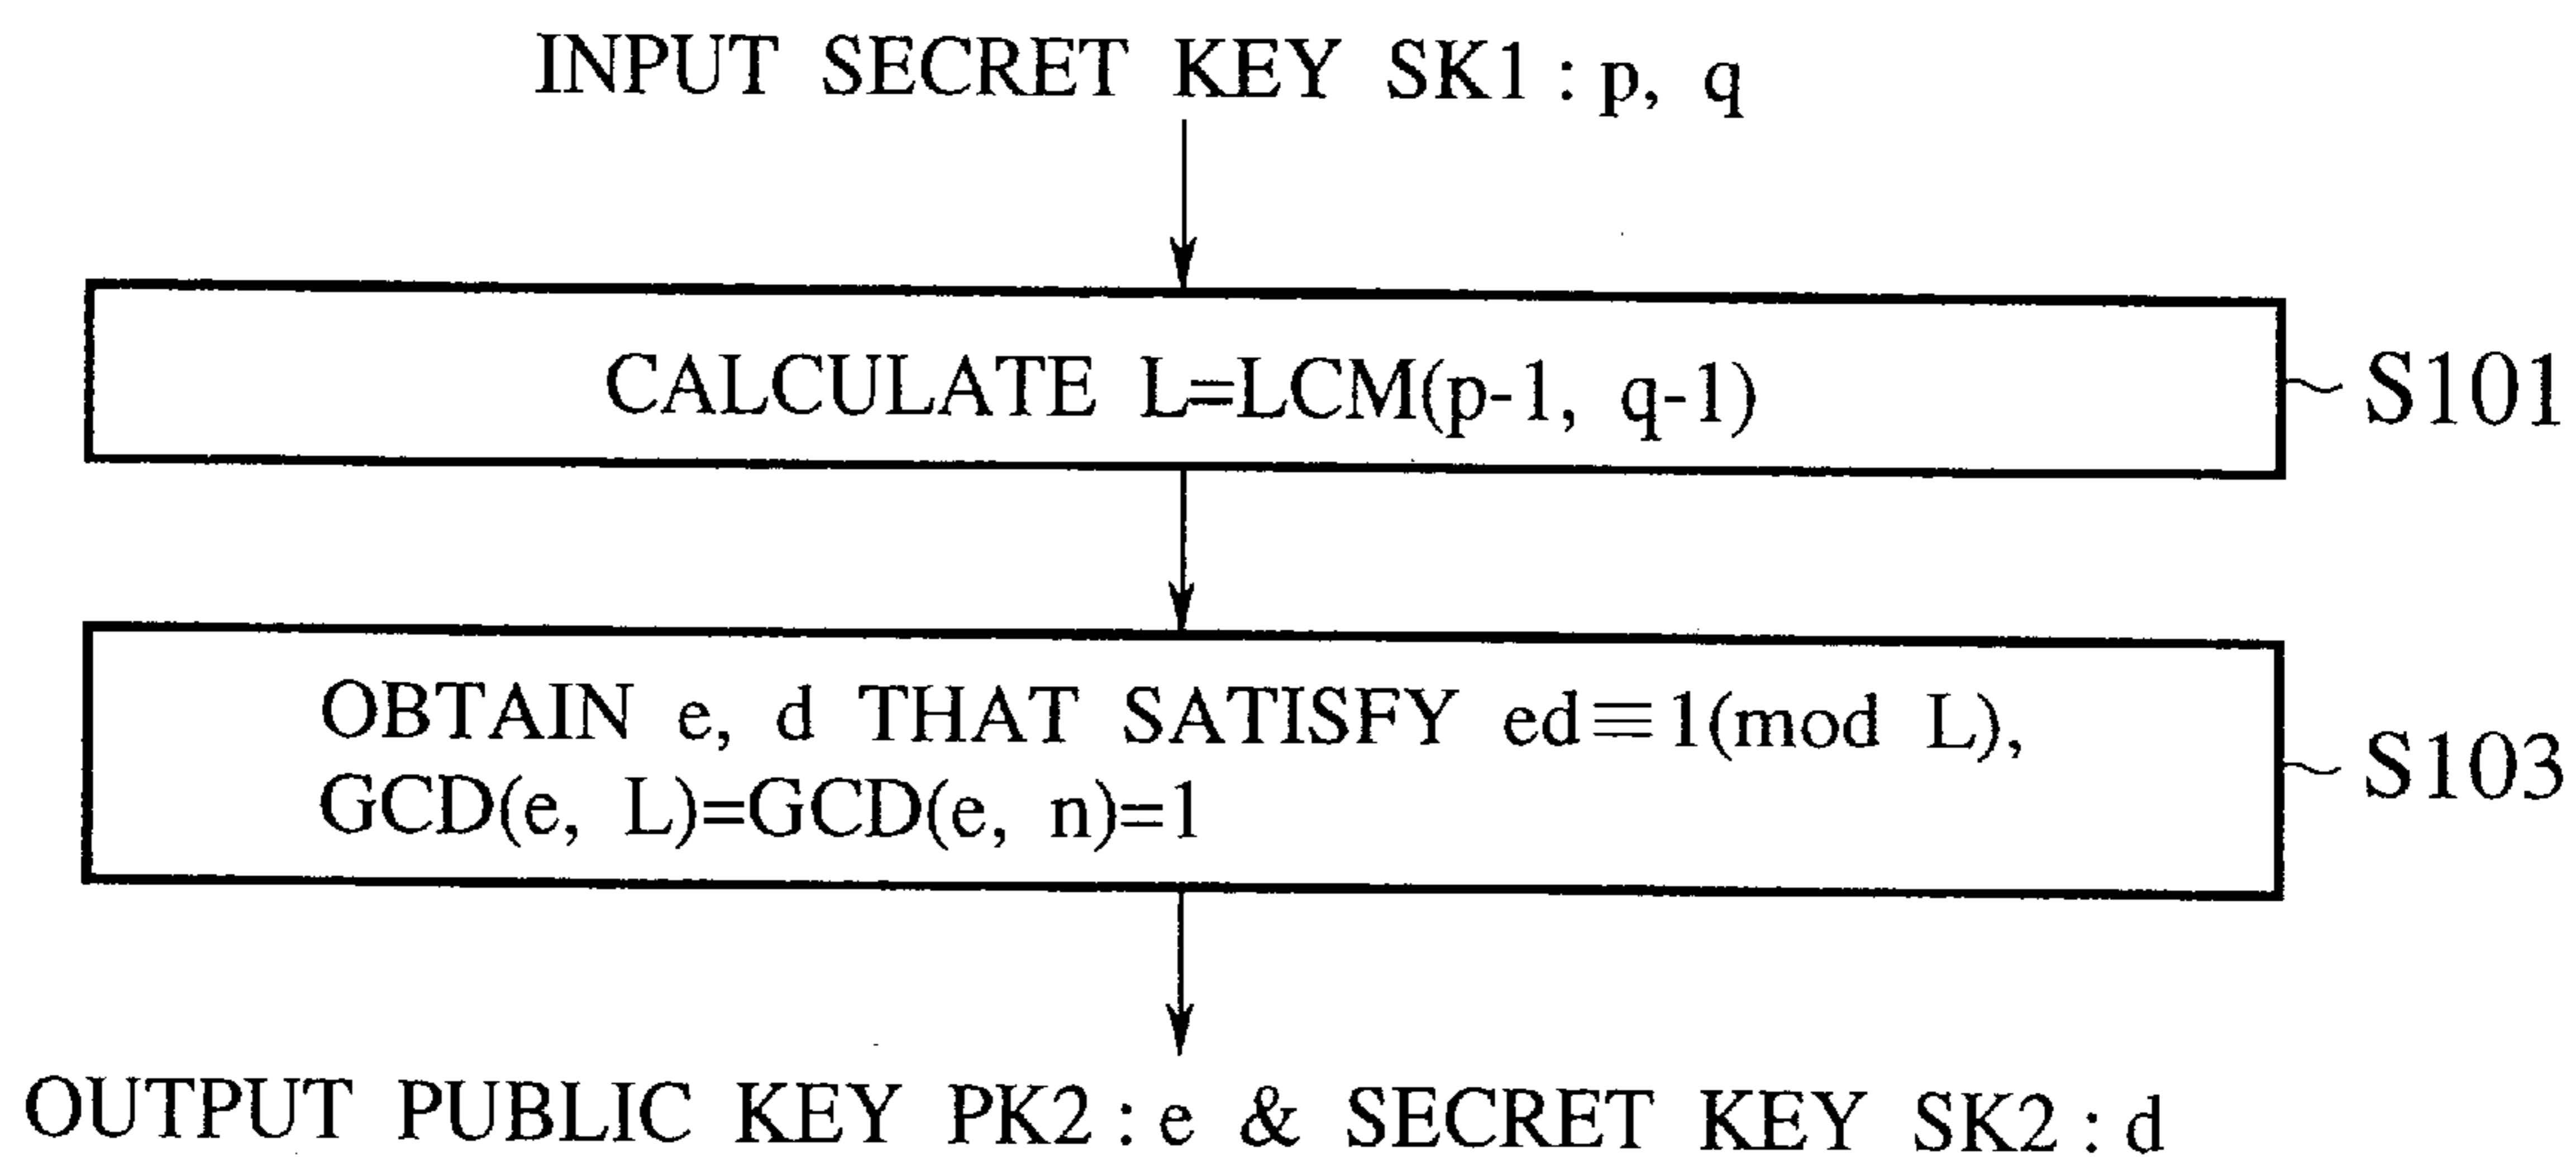 INPUT SECRET KEY SK1 : p, q
CALCULATE L=LCM(p-1, q-1)
S101
OBTAIN e, d THAT SATISFY ed≡1(mod L),
GCD(e, L)=GCD(e, n)=1
S103
OUTPUT PUBLIC KEY PK2 : e & SECRET KEY SK2 : d